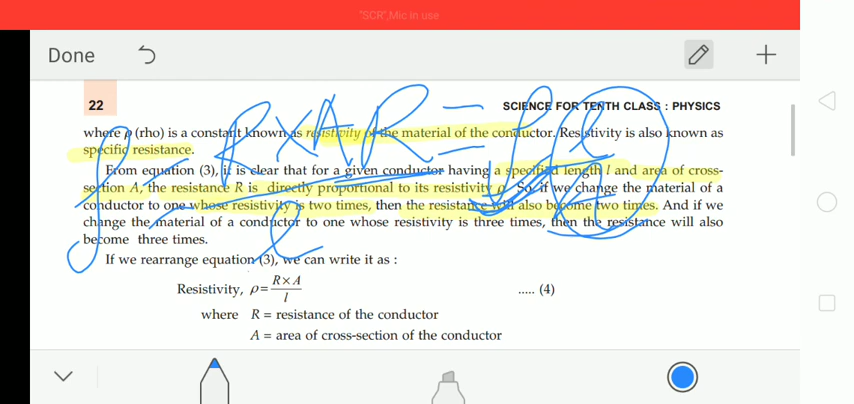 "SCR",Mic in use
Done
22 SCIENCE FOR TENTH CLASS : PHYSICS
where ρ (rho) is a constant known as resistivity of the material of the conductor. Resistivity is also known as
specific resistance.
From equation (3), it is clear that for a given conductor having a specified length l and area of cross-
section A, the resistance R is directly proportional to its resistivity ρ. So, if we change the material of a
conductor to one whose resistivity is two times, then the resistance will also become two times. And if we
change the material of a conductor to one whose resistivity is three times, then the resistance will also
become three times.
If we rearrange equation (3), we can write it as :
Resistivity, ρ = R × A / l ..... (4)
where R = resistance of the conductor
A = area of cross-section of the conductor